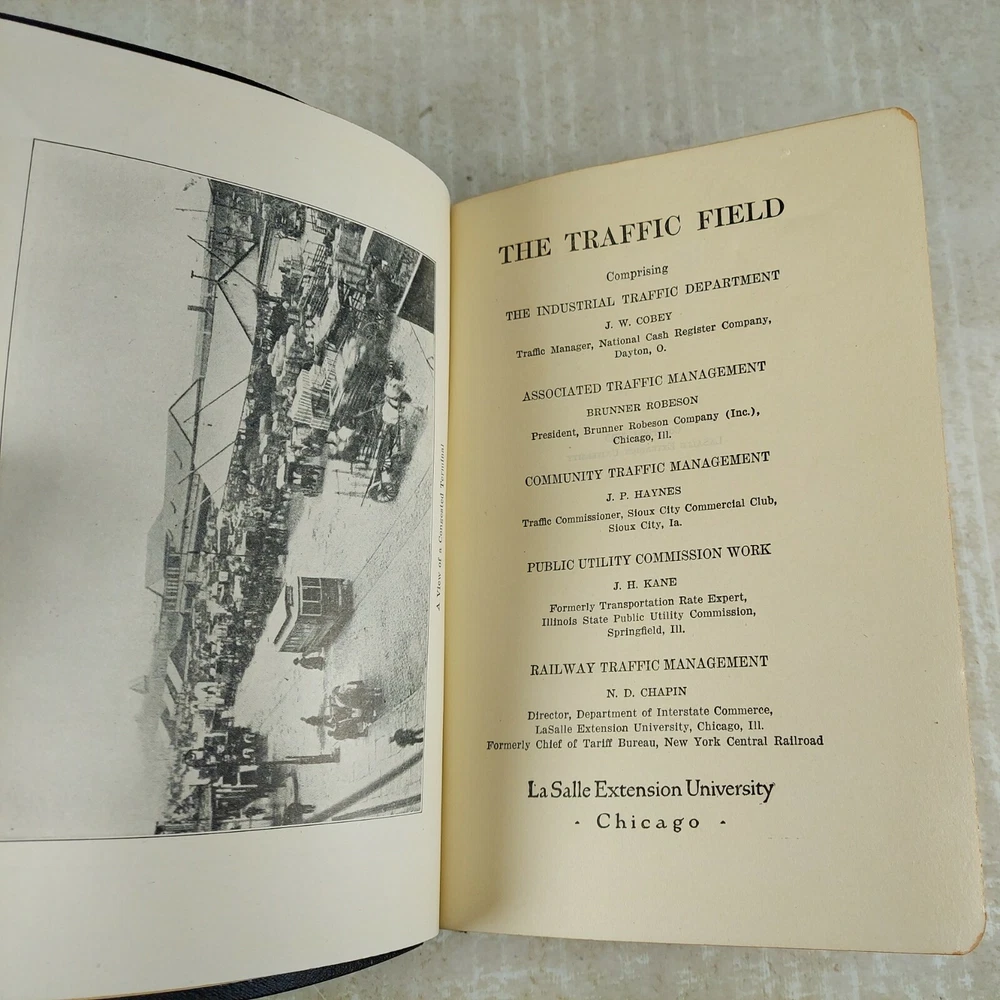 A View of a Congested Terminal
THE TRAFFIC FIELD
Comprising
THE INDUSTRIAL TRAFFIC DEPARTMENT
J. W. COBEY
Traffic Manager, National Cash Register Company,
Dayton, O.
ASSOCIATED TRAFFIC MANAGEMENT
BRUNNER ROBESON
President, Brunner Robeson Company (Inc.),
Chicago, Ill.
COMMUNITY TRAFFIC MANAGEMENT
J. P. HAYNES
Traffic Commissioner, Sioux City Commercial Club,
Sioux City, Ia.
PUBLIC UTILITY COMMISSION WORK
J. H. KANE
Formerly Transportation Rate Expert,
Illinois State Public Utility Commission,
Springfield, Ill.
RAILWAY TRAFFIC MANAGEMENT
N. D. CHAPIN
Director, Department of Interstate Commerce,
LaSalle Extension University, Chicago, Ill.
Formerly Chief of Tariff Bureau, New York Central Railroad
La Salle Extension University
· Chicago ·